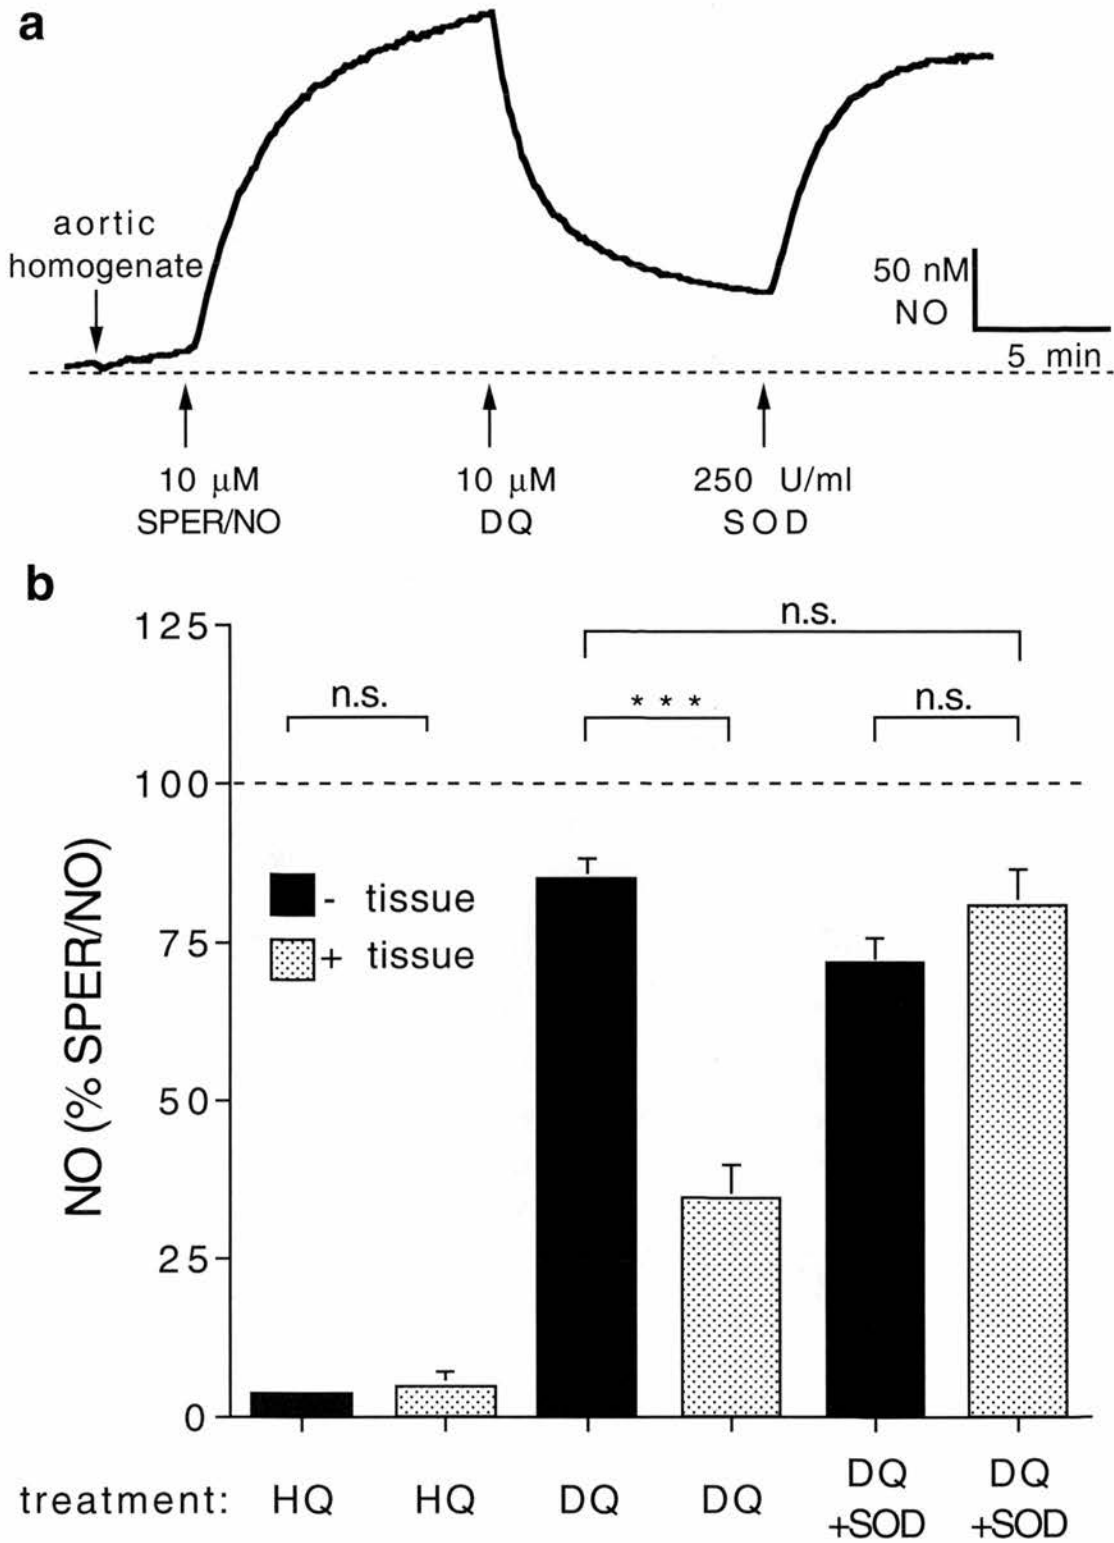 a
aortic
homogenate
50 nM
NO
5 min
10 µM
SPER/NO
10 µM
DQ
250 U/ml
SOD
b
NO (% SPER/NO)
125
100
75
50
25
0
n.s.
n.s.
* * *
n.s.
- tissue
+ tissue
treatment: HQ HQ DQ DQ DQ +SOD DQ +SOD